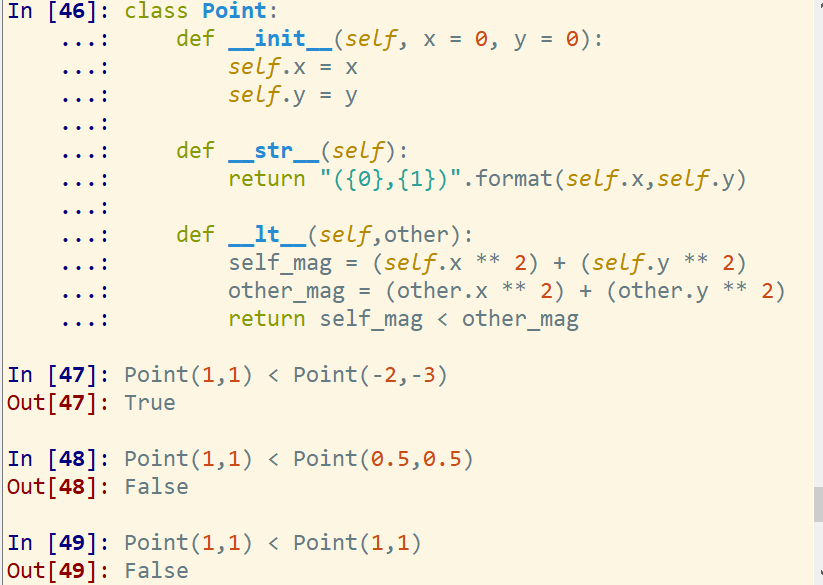 In [46]: class Point:
    ...:     def __init__(self, x = 0, y = 0):
    ...:         self.x = x
    ...:         self.y = y
    ...:
    ...:     def __str__(self):
    ...:         return "({0},{1})".format(self.x,self.y)
    ...:
    ...:     def __lt__(self,other):
    ...:         self_mag = (self.x ** 2) + (self.y ** 2)
    ...:         other_mag = (other.x ** 2) + (other.y ** 2)
    ...:         return self_mag < other_mag

In [47]: Point(1,1) < Point(-2,-3)
Out[47]: True

In [48]: Point(1,1) < Point(0.5,0.5)
Out[48]: False

In [49]: Point(1,1) < Point(1,1)
Out[49]: False